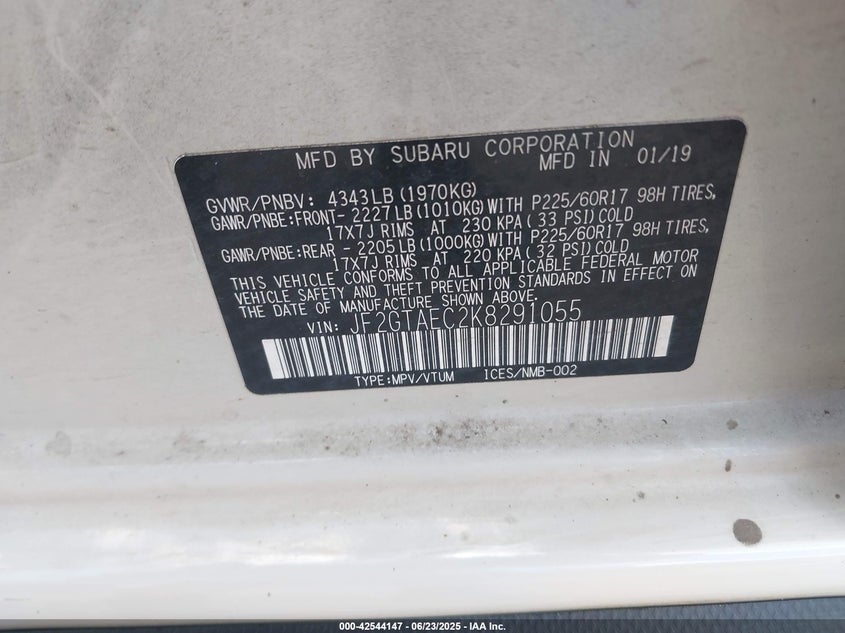 MFD BY SUBARU CORPORATION
MFD IN 01/19
GVWR/PNBV: 4343LB (1970KG)
GAWR/PNBE:FRONT- 2227LB (1010KG) WITH P225/60R17 98H TIRES,
17X7J RIMS AT 230 KPA (33 PSI) COLD
GAWR/PNBE:REAR - 2205LB (1000KG) WITH P225/60R17 98H TIRES,
17X7J RIMS AT 220 KPA (32 PSI) COLD
THIS VEHICLE CONFORMS TO ALL APPLICABLE FEDERAL MOTOR
VEHICLE SAFETY AND THEFT PREVENTION STANDARDS IN EFFECT ON
THE DATE OF MANUFACTURE SHOWN ABOVE.
VIN: JF2GTAEC2K8291055
TYPE:MPV/VTUM ICES/NMB-002
000-42544147 - 06/23/2025 - IAA Inc.